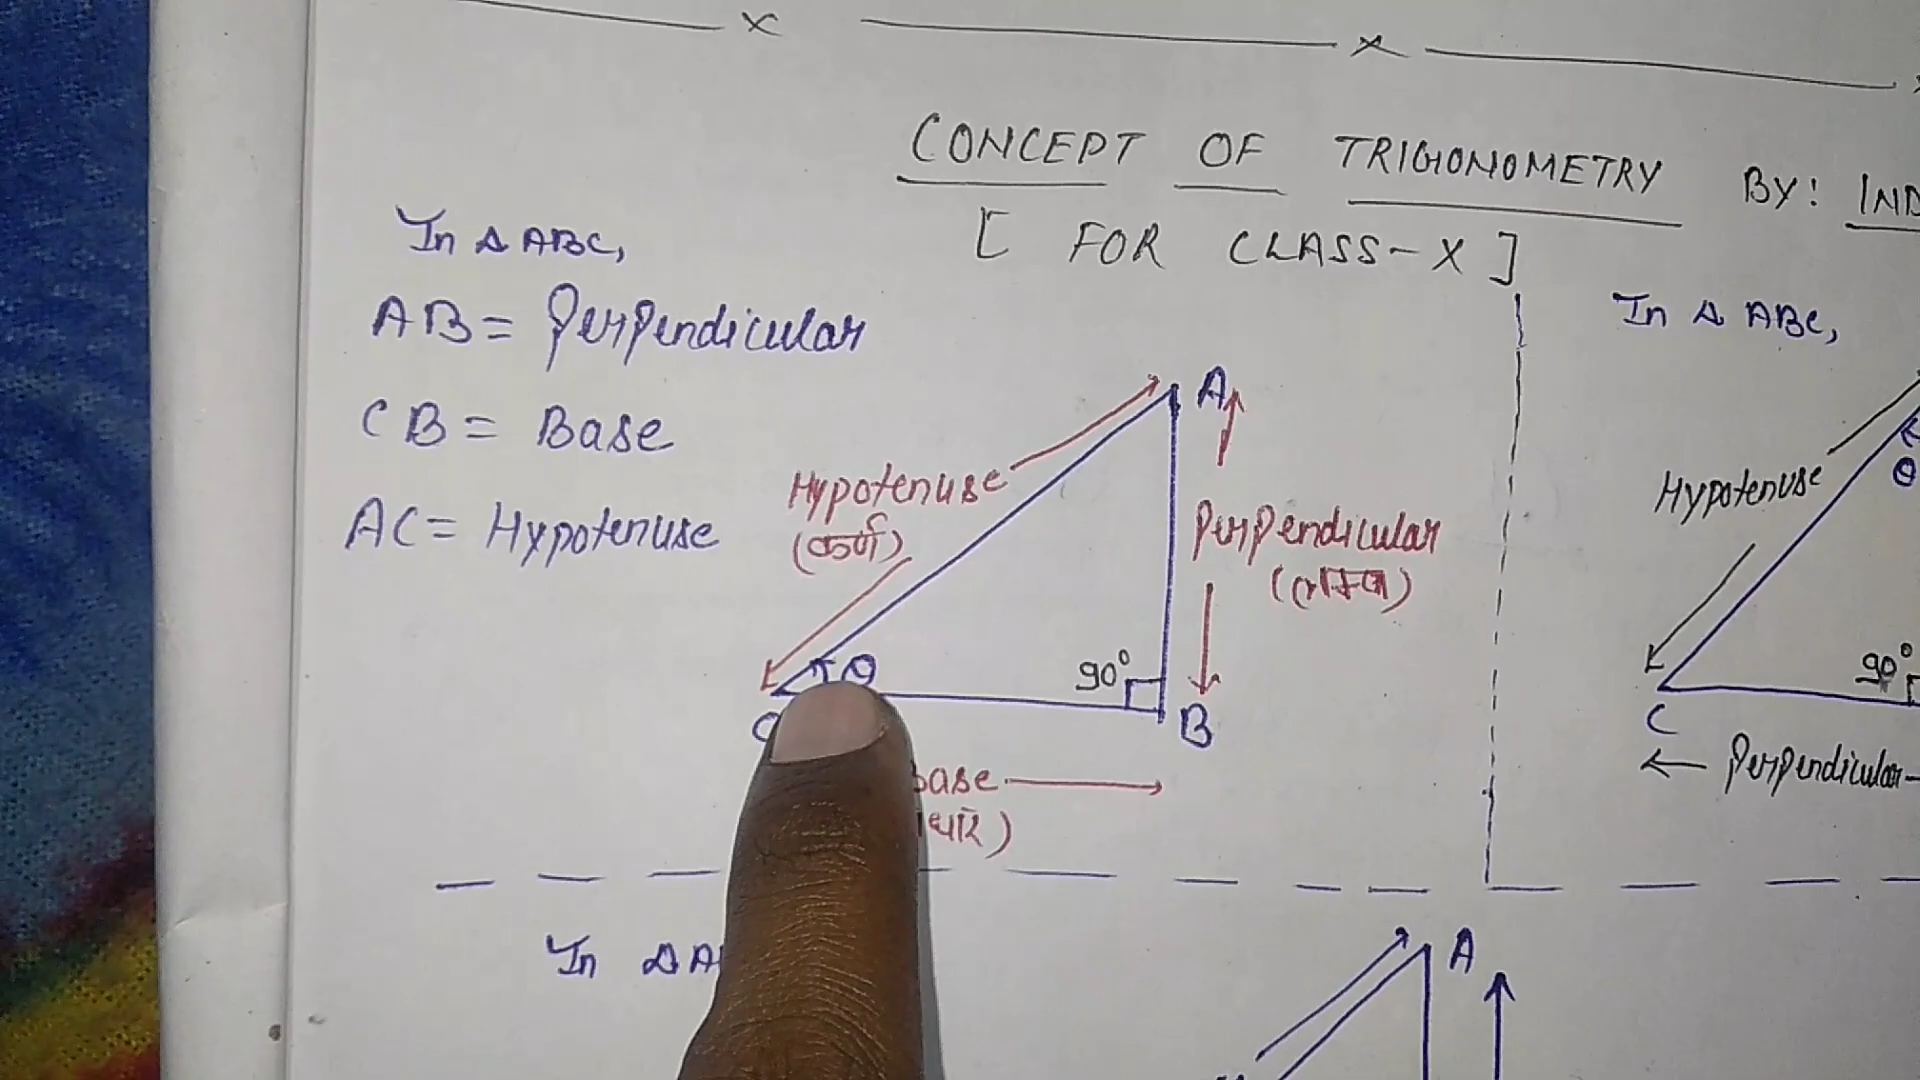 CONCEPT OF TRIGONOMETRY BY:
[ FOR CLASS-X ]
In Δ ABC,
AB = Perpendicular
CB = Base
AC = Hypotenuse
A
Hypotenuse
(कर्ण)
Perpendicular
(लम्ब)
θ
90°
C
B
Base
In Δ ABC,
Hypotenuse
θ
90°
C
Perpendicular
In Δ
A